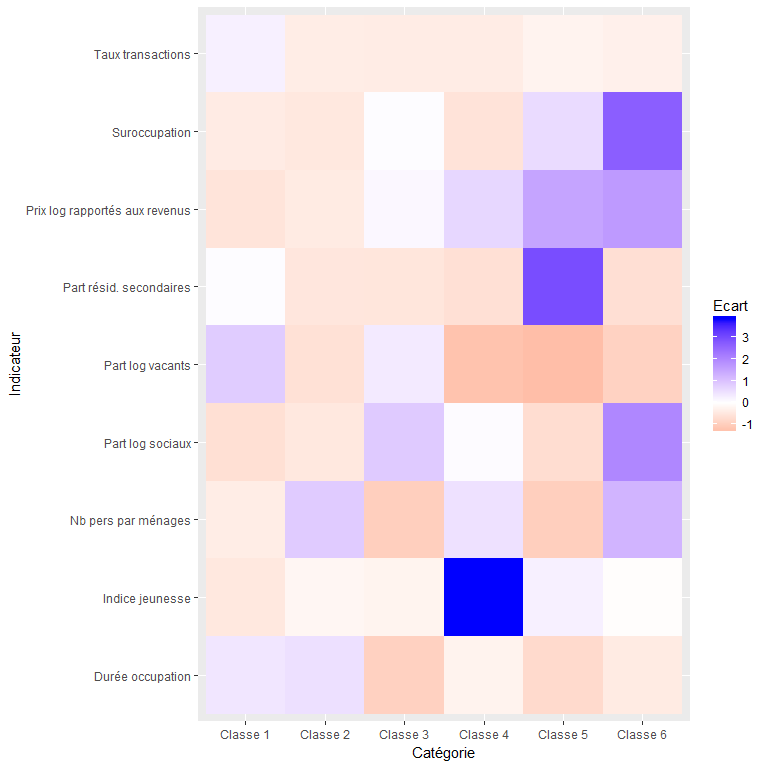 Taux transactions
Suroccupation
Prix log rapportés aux revenus
Part résid. secondaires
Part log vacants
Part log sociaux
Nb pers par ménages
Indice jeunesse
Durée occupation
Indicateur
Classe 1
Classe 2
Classe 3
Classe 4
Classe 5
Classe 6
Catégorie
Ecart
3
2
1
0
-1